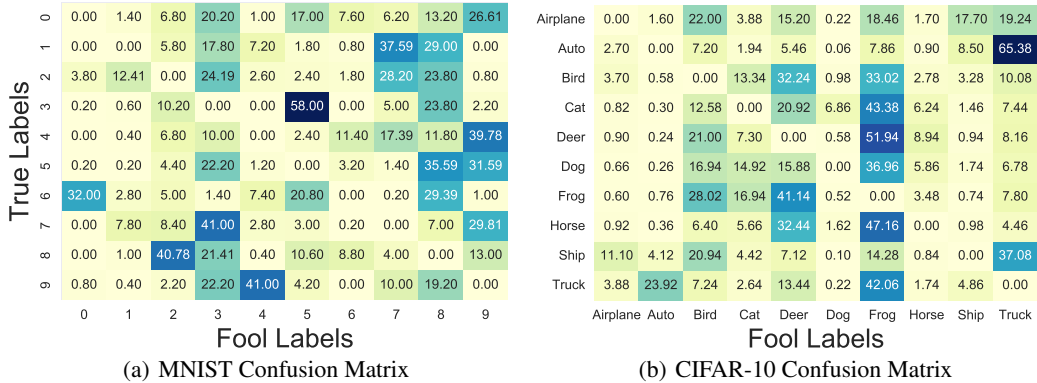 0 0.00 1.40 6.80 20.20 1.00 17.00 7.60 6.20 13.20 26.61
1 0.00 0.00 5.80 17.80 7.20 1.80 0.80 37.59 29.00 0.00
2 3.80 12.41 0.00 24.19 2.60 2.40 1.80 28.20 23.80 0.80
3 0.20 0.60 10.20 0.00 0.00 58.00 0.00 5.00 23.80 2.20
4 0.00 0.40 6.80 10.00 0.00 2.40 11.40 17.39 11.80 39.78
5 0.20 0.20 4.40 22.20 1.20 0.00 3.20 1.40 35.59 31.59
6 32.00 2.80 5.00 1.40 7.40 20.80 0.00 0.20 29.39 1.00
7 0.00 7.80 8.40 41.00 2.80 3.00 0.20 0.00 7.00 29.81
8 0.00 1.00 40.78 21.41 0.40 10.60 8.80 4.00 0.00 13.00
9 0.80 0.40 2.20 22.20 41.00 4.20 0.00 10.00 19.20 0.00
0 1 2 3 4 5 6 7 8 9
True Labels
Fool Labels
(a) MNIST Confusion Matrix
Airplane 0.00 1.60 22.00 3.88 15.20 0.22 18.46 1.70 17.70 19.24
Auto 2.70 0.00 7.20 1.94 5.46 0.06 7.86 0.90 8.50 65.38
Bird 3.70 0.58 0.00 13.34 32.24 0.98 33.02 2.78 3.28 10.08
Cat 0.82 0.30 12.58 0.00 20.92 6.86 43.38 6.24 1.46 7.44
Deer 0.90 0.24 21.00 7.30 0.00 0.58 51.94 8.94 0.94 8.16
Dog 0.66 0.26 16.94 14.92 15.88 0.00 36.96 5.86 1.74 6.78
Frog 0.60 0.76 28.02 16.94 41.14 0.52 0.00 3.48 0.74 7.80
Horse 0.92 0.36 6.40 5.66 32.44 1.62 47.16 0.00 0.98 4.46
Ship 11.10 4.12 20.94 4.42 7.12 0.10 14.28 0.84 0.00 37.08
Truck 3.88 23.92 7.24 2.64 13.44 0.22 42.06 1.74 4.86 0.00
Airplane Auto Bird Cat Deer Dog Frog Horse Ship Truck
Fool Labels
(b) CIFAR-10 Confusion Matrix